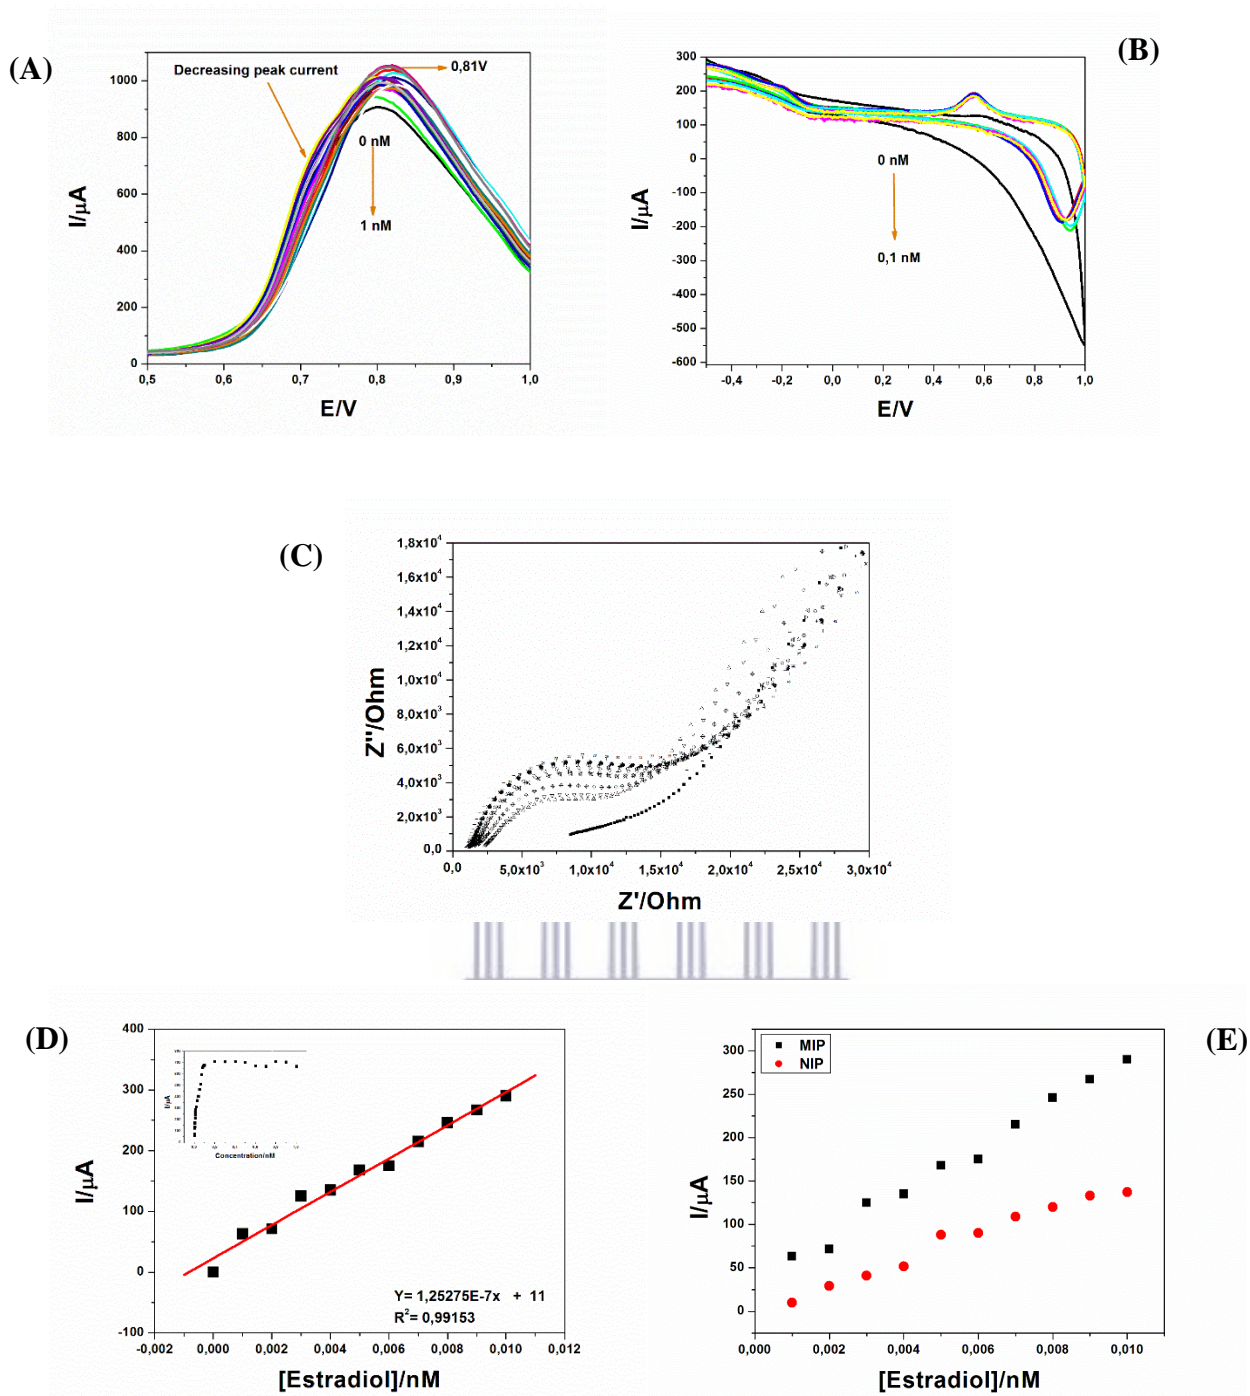 (A)
I/µA
1000
800
600
400
200
0
Decreasing peak current
0,81V
0 nM
1 nM
0,5 0,6 0,7 0,8 0,9 1,0
E/V
(B)
I/µA
300
200
100
0
-100
-200
-300
-400
-500
-600
0 nM
0,1 nM
-0,4 -0,2 0,0 0,2 0,4 0,6 0,8 1,0
E/V
(C)
Z''/Ohm
1,8x10⁴
1,6x10⁴
1,4x10⁴
1,2x10⁴
1,0x10⁴
8,0x10³
6,0x10³
4,0x10³
2,0x10³
0,0
0,0 5,0x10³ 1,0x10⁴ 1,5x10⁴ 2,0x10⁴ 2,5x10⁴ 3,0x10⁴
Z'/Ohm
(D)
I/µA
400
300
200
100
0
-100
I/µA
Concentration/nM
Y= 1,25275E-7x + 11
R²= 0,99153
-0,002 0,000 0,002 0,004 0,006 0,008 0,010 0,012
[Estradiol]/nM
(E)
I/µA
300
250
200
150
100
50
0
MIP
NIP
0,000 0,002 0,004 0,006 0,008 0,010
[Estradiol]/nM